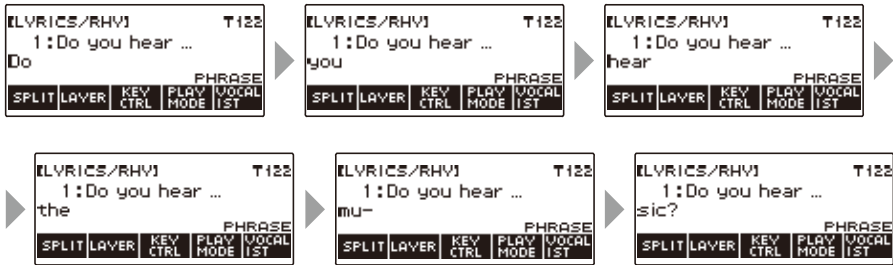 [LYRICS/RHY] T122
1:Do you hear ...
Do
PHRASE
SPLIT LAYER KEY CTRL PLAY MODE VOCAL IST
[LYRICS/RHY] T122
1:Do you hear ...
you
PHRASE
SPLIT LAYER KEY CTRL PLAY MODE VOCAL IST
[LYRICS/RHY] T122
1:Do you hear ...
hear
PHRASE
SPLIT LAYER KEY CTRL PLAY MODE VOCAL IST
[LYRICS/RHY] T122
1:Do you hear ...
the
PHRASE
SPLIT LAYER KEY CTRL PLAY MODE VOCAL IST
[LYRICS/RHY] T122
1:Do you hear ...
mu-
PHRASE
SPLIT LAYER KEY CTRL PLAY MODE VOCAL IST
[LYRICS/RHY] T122
1:Do you hear ...
sic?
PHRASE
SPLIT LAYER KEY CTRL PLAY MODE VOCAL IST